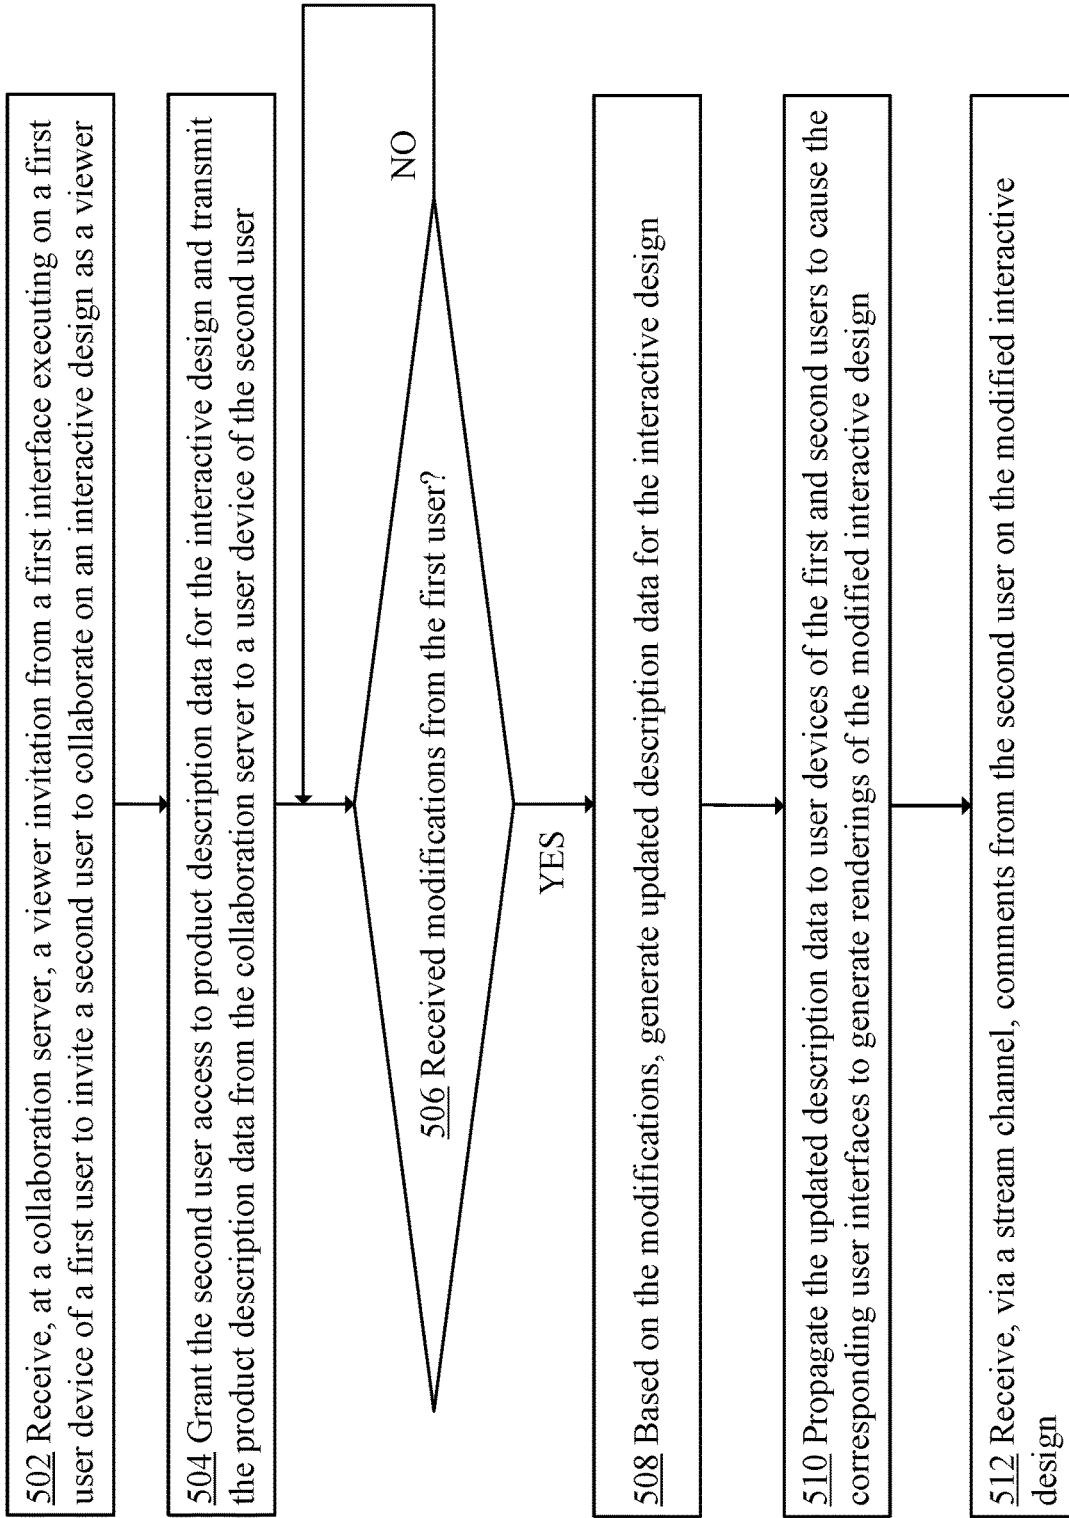 502 Receive, at a collaboration server, a viewer invitation from a first interface executing on a first
user device of a first user to invite a second user to collaborate on an interactive design as a viewer
504 Grant the second user access to product description data for the interactive design and transmit
the product description data from the collaboration server to a user device of the second user
NO
506 Received modifications from the first user?
YES
508 Based on the modifications, generate updated description data for the interactive design
510 Propagate the updated description data to user devices of the first and second users to cause the
corresponding user interfaces to generate renderings of the modified interactive design
512 Receive, via a stream channel, comments from the second user on the modified interactive
design